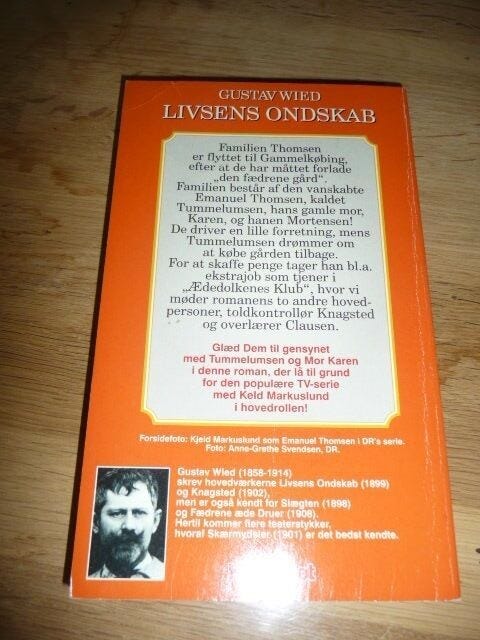 GUSTAV WIED
LIVSENS ONDSKAB
Familien Thomsen
er flyttet til Gammelkøbing,
efter at de har måttet forlade
„den fædrene gård".
Familien består af den vanskabte
Emanuel Thomsen, kaldet
Tummelumsen, hans gamle mor,
Karen, og hanen Mortensen!
De driver en lille forretning, mens
Tummelumsen drømmer om
at købe gården tilbage.
For at skaffe penge tager han bl.a.
ekstrajob som tjener i
„Ædedolkenes Klub", hvor vi
møder romanens to andre hoved-
personer, toldkontrollør Knagsted
og overlærer Clausen.
Glæd Dem til gensynet
med Tummelumsen og Mor Karen
i denne roman, der lå til grund
for den populære TV-serie
med Keld Markuslund
i hovedrollen!
Forsidefoto: Kjeld Markuslund som Emanuel Thomsen i DR's serie.
Foto: Anne-Grethe Svendsen, DR.
Gustav Wied (1858-1914)
skrev hovedværkerne Livsens Ondskab (1899)
og Knagsted (1902),
men er også kendt for Slægten (1898)
og Fædrene æde Druer (1908).
Hertil kommer flere teaterstykker,
hvoraf Skærmydsler (1901) er det bedst kendte.